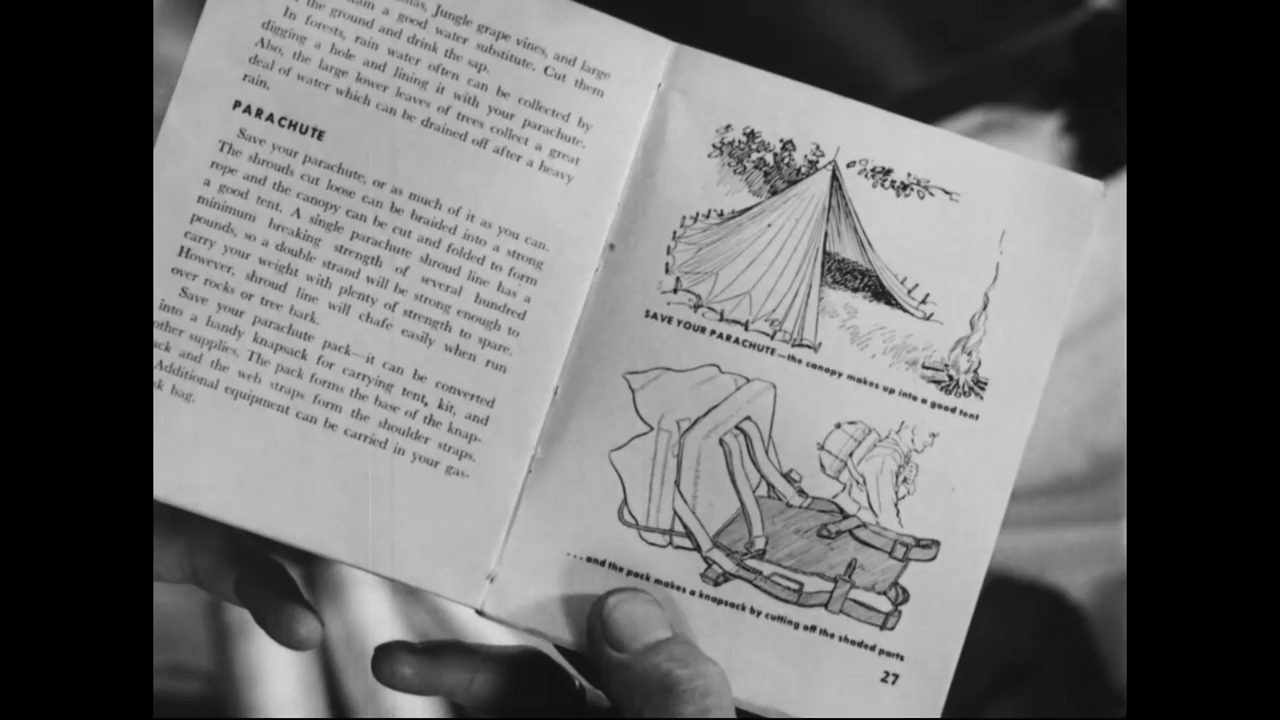 Jungle grape vines, and large
a good water substitute. Cut them
the ground and drink the sap.
In forests, rain water often can be collected by
digging a hole and lining it with your parachute.
Also, the large lower leaves of trees collect a great
deal of water which can be drained off after a heavy
rain.
PARACHUTE
Save your parachute, or as much of it as you can.
The shrouds cut loose can be braided into a strong
rope and the canopy can be cut and folded to form
a good tent. A single parachute shroud line has a
minimum breaking strength of several hundred
pounds, so a double strand will be strong enough to
carry your weight with plenty of strength to spare.
However, shroud line will chafe easily when run
over rocks or tree bark.
Save your parachute pack—it can be converted
into a handy knapsack for carrying tent, kit, and
other supplies. The pack forms the base of the knap-
and the web straps form the shoulder straps.
Additional equipment can be carried in your gas-
bag.
SAVE YOUR PARACHUTE—the canopy makes up into a good tent
...and the pack makes a knapsack by cutting off the shaded parts
27